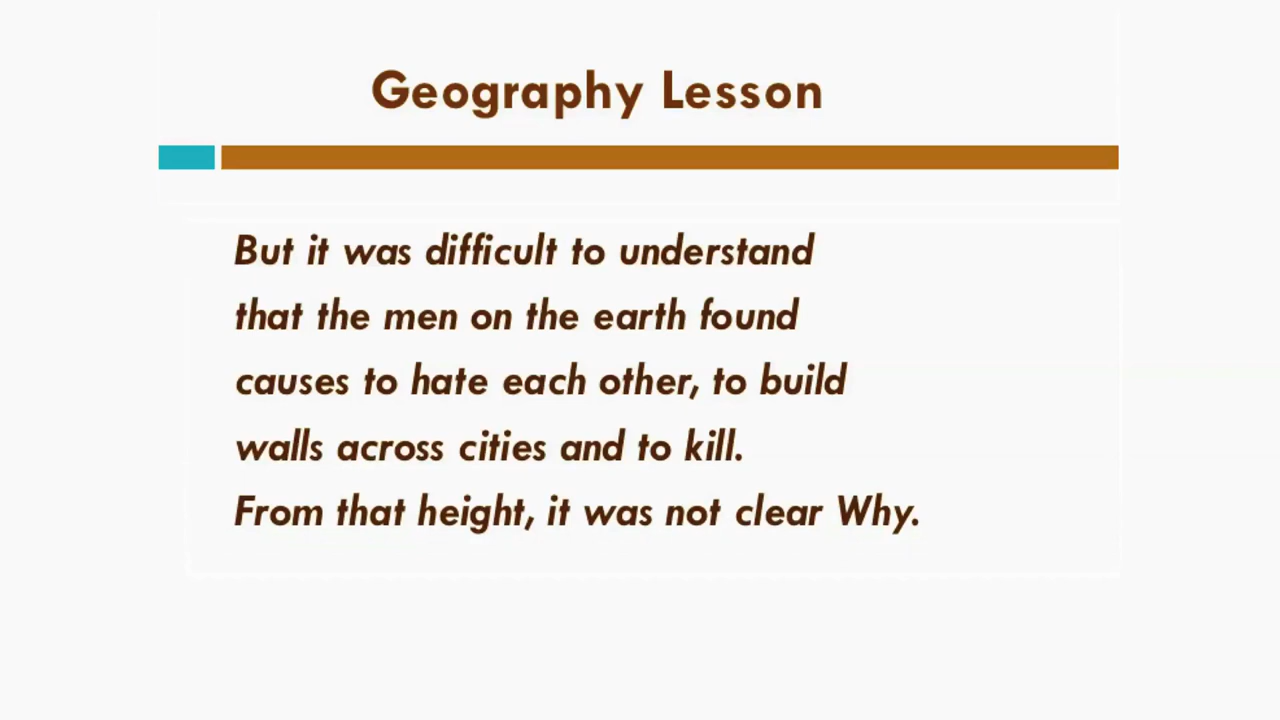 Geography Lesson
But it was difficult to understand
that the men on the earth found
causes to hate each other, to build
walls across cities and to kill.
From that height, it was not clear Why.